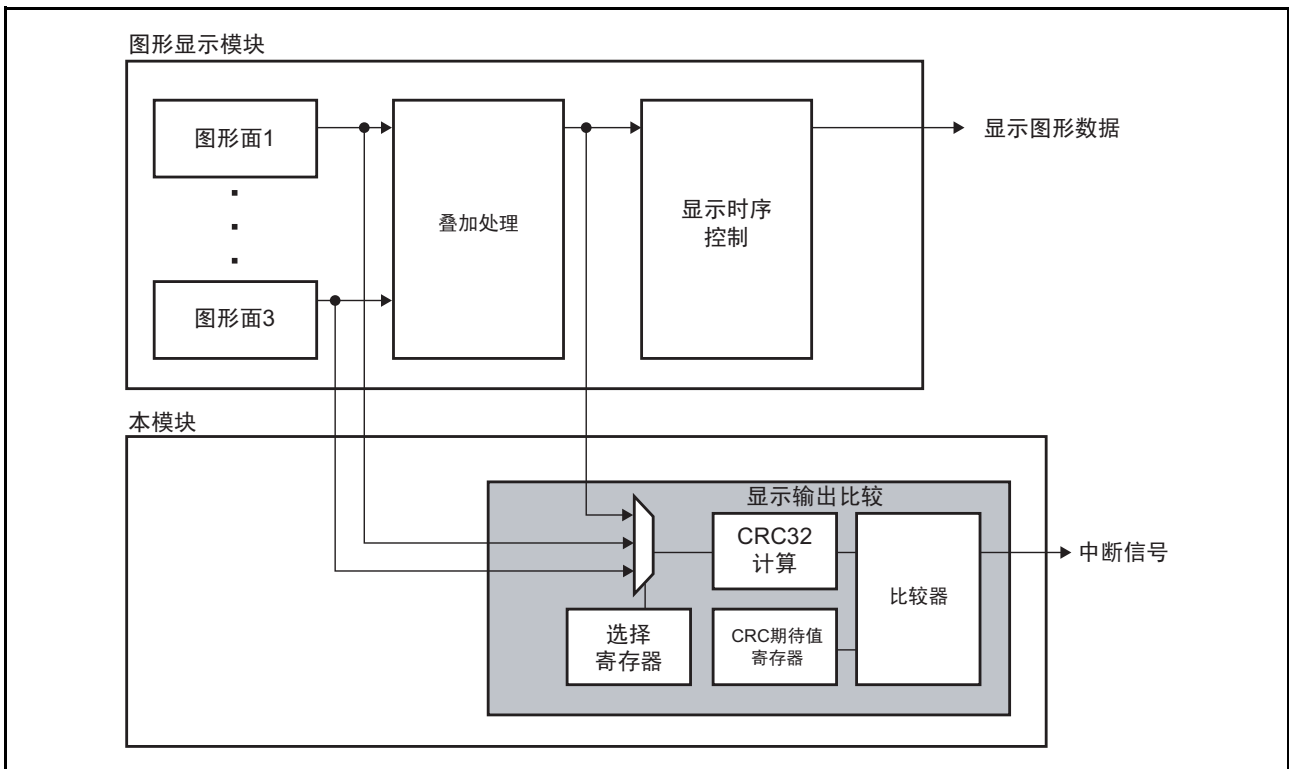 图形显示模块
图形面1
图形面3
叠加处理
显示时序
控制
显示图形数据
本模块
显示输出比较
CRC32
计算
选择
寄存器
CRC期待值
寄存器
比较器
中断信号